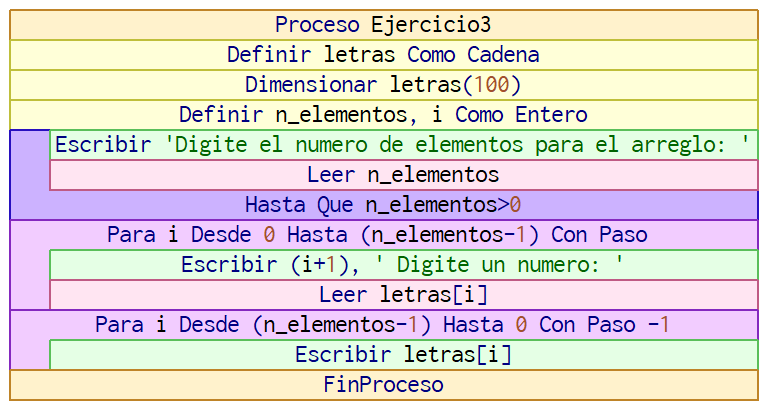 Proceso Ejercicio3
Definir letras Como Cadena
Dimensionar letras(100)
Definir n_elementos, i Como Entero
Escribir 'Digite el numero de elementos para el arreglo: '
Leer n_elementos
Hasta Que n_elementos>0
Para i Desde 0 Hasta (n_elementos-1) Con Paso
Escribir (i+1), ' Digite un numero: '
Leer letras[i]
Para i Desde (n_elementos-1) Hasta 0 Con Paso -1
Escribir letras[i]
FinProceso